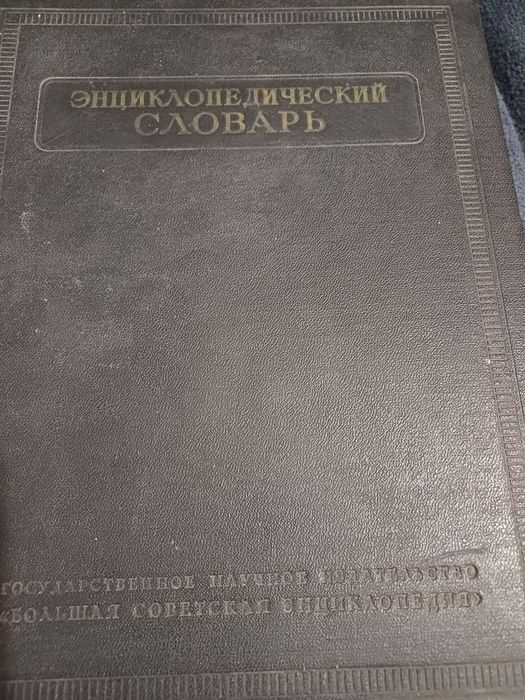 ЭНЦИКЛОПЕДИЧЕСКИЙ
СЛОВАРЬ
ГОСУДАРСТВЕННОЕ НАУЧНОЕ ИЗДАТЕЛЬСТВО
«БОЛЬШАЯ СОВЕТСКАЯ ЭНЦИКЛОПЕДИЯ»